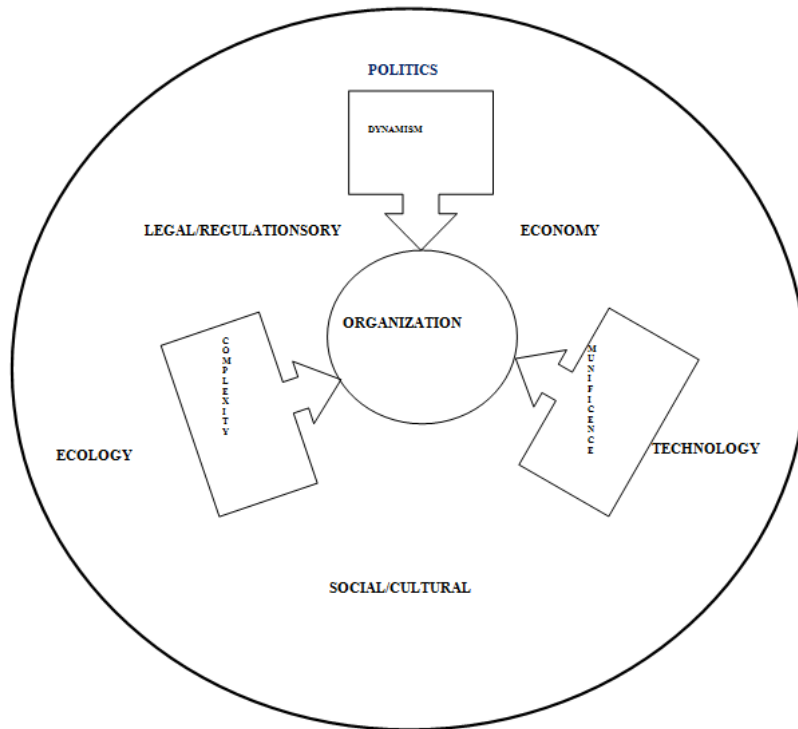 POLITICS
DYNAMISM
LEGAL/REGULATIONSORY
ECONOMY
ORGANIZATION
COMPLEXITY
MUNIFICENCE
ECOLOGY
TECHNOLOGY
SOCIAL/CULTURAL